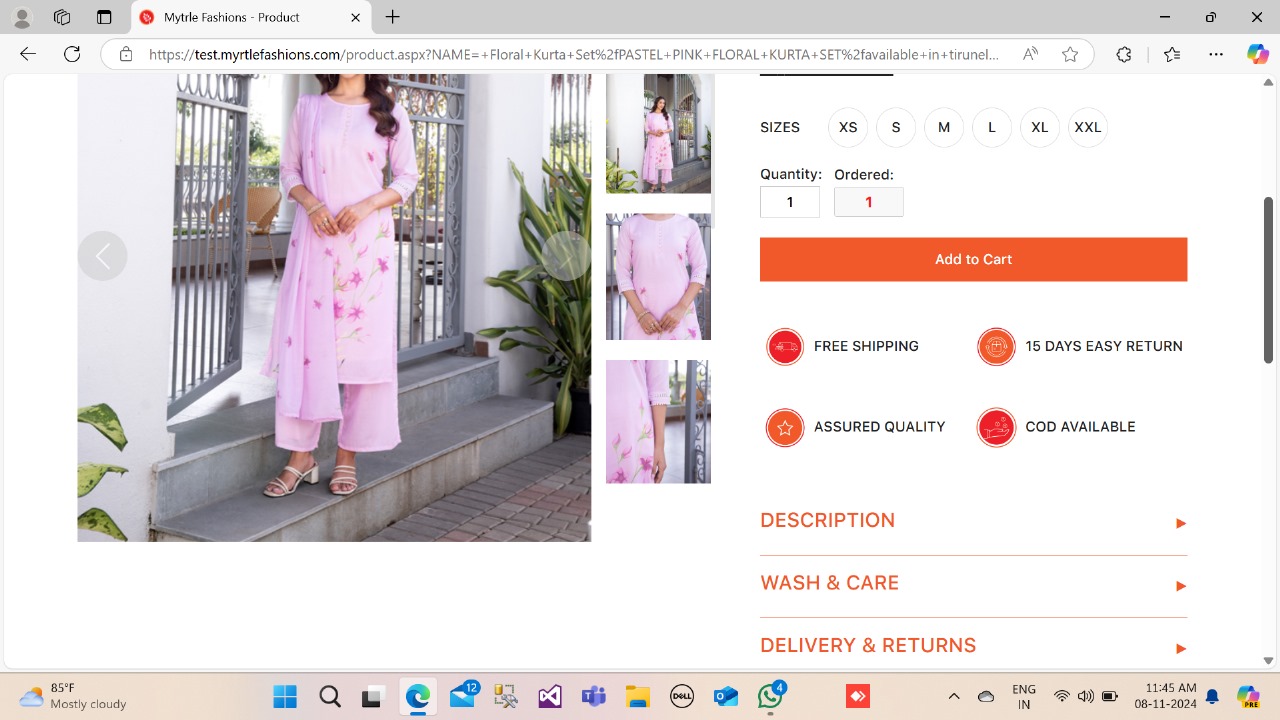 Myrtle Fashions - Product
https://test.myrtlefashions.com/product.aspx?NAME=+Floral+Kurta+Set%2fPASTEL+PINK+FLORAL+KURTA+SET%2favailable+in+tirunel...
SIZES XS S M L XL XXL
Quantity: Ordered:
1 1
Add to Cart
FREE SHIPPING 15 DAYS EASY RETURN
ASSURED QUALITY COD AVAILABLE
DESCRIPTION
WASH & CARE
DELIVERY & RETURNS
85°F
Mostly cloudy
12
DELL
4
ENG
IN
11:45 AM
08-11-2024
PRE